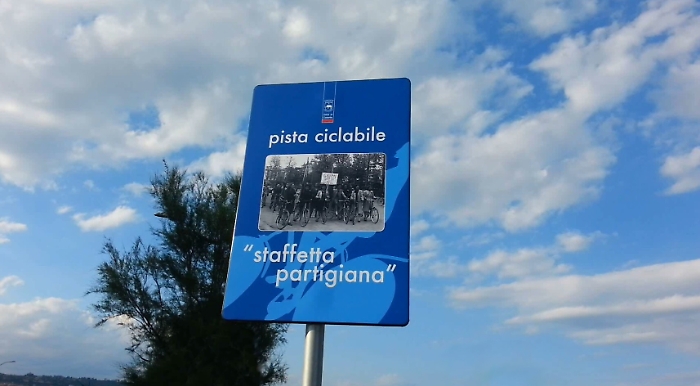 pista ciclabile
"staffetta
partigiana"